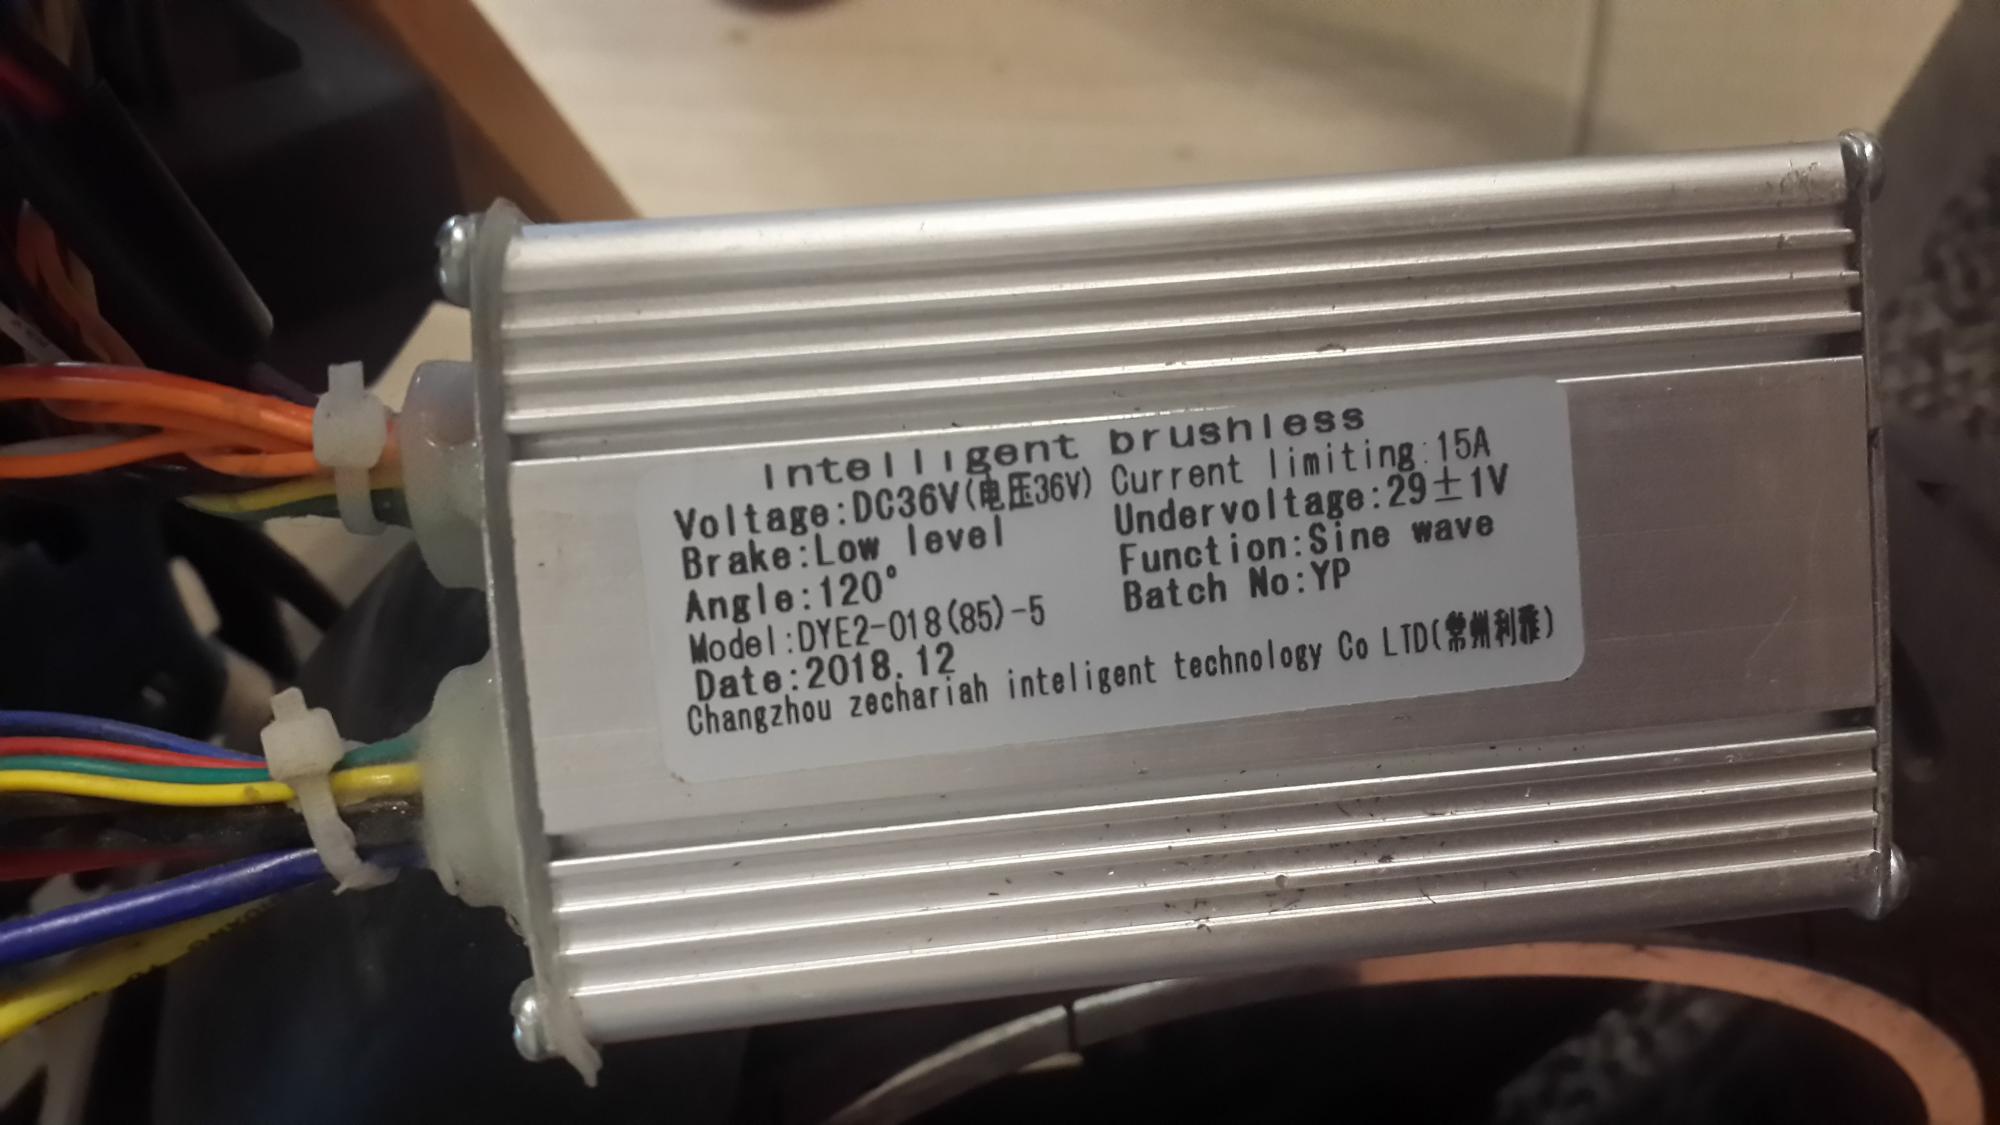 Intelligent brushless
Voltage:DC36V(电压36V) Current limiting:15A
Brake:Low level Undervoltage:29±1V
Angle:120° Function:Sine wave
Model:DYE2-018(85)-5 Batch No:YP
Date:2018.12
Changzhou zechariah inteligent technology Co LTD(常州利雅)